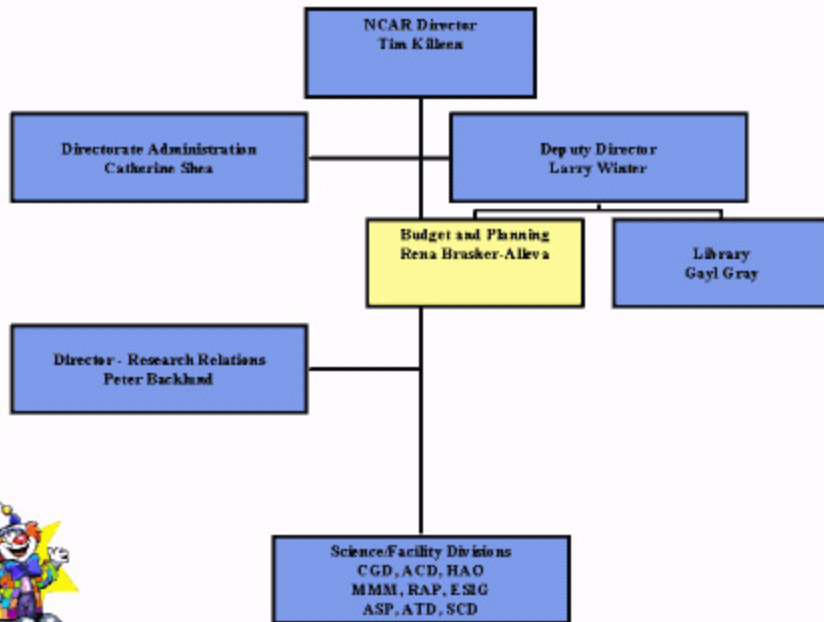 NCAR Director
Tim Killeen
Directorate Administration
Catherine Shea
Deputy Director
Larry Winter
Budget and Planning
Rena Brasher-Alleva
Library
Gayl Gray
Director - Research Relations
Peter Backlund
Science/Facility Divisions
CGD, ACD, HAO
MMM, RAP, ESIG
ASP, ATD, SCD